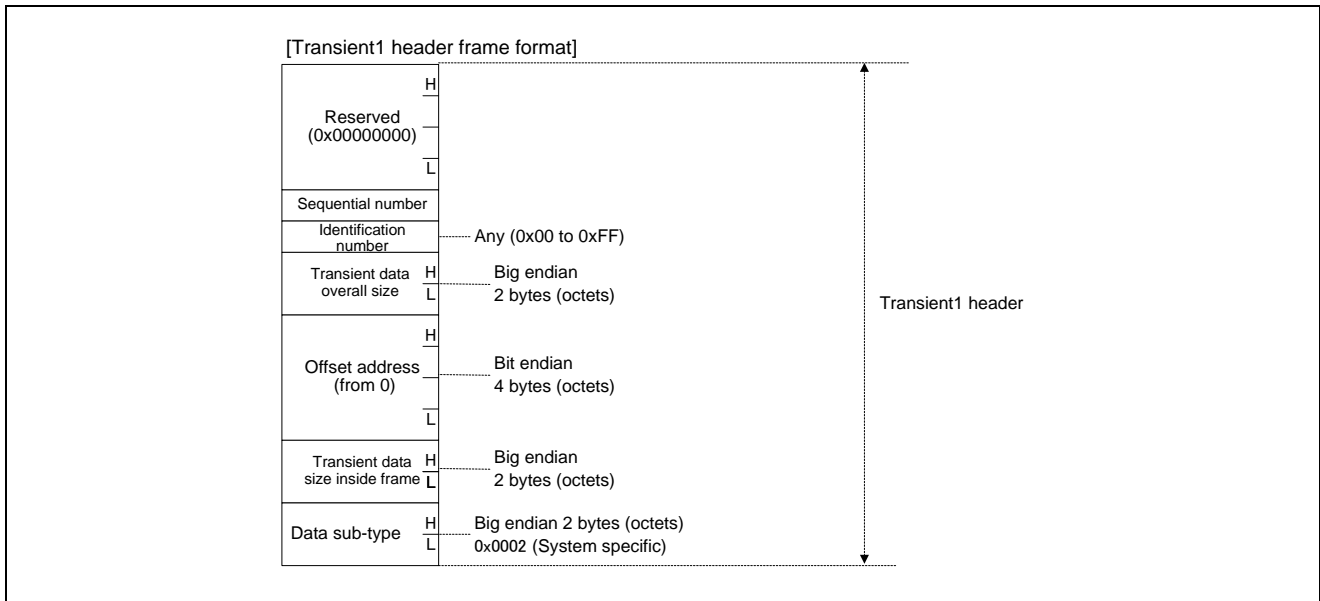 [Transient1 header frame format]
H
Reserved
(0x00000000)
L
Sequential number
Identification
number
Any (0x00 to 0xFF)
Transient data
overall size
H
L
Big endian
2 bytes (octets)
Transient1 header
H
Offset address
(from 0)
L
Bit endian
4 bytes (octets)
Transient data
size inside frame
H
L
Big endian
2 bytes (octets)
Data sub-type
H
L
Big endian 2 bytes (octets)
0x0002 (System specific)